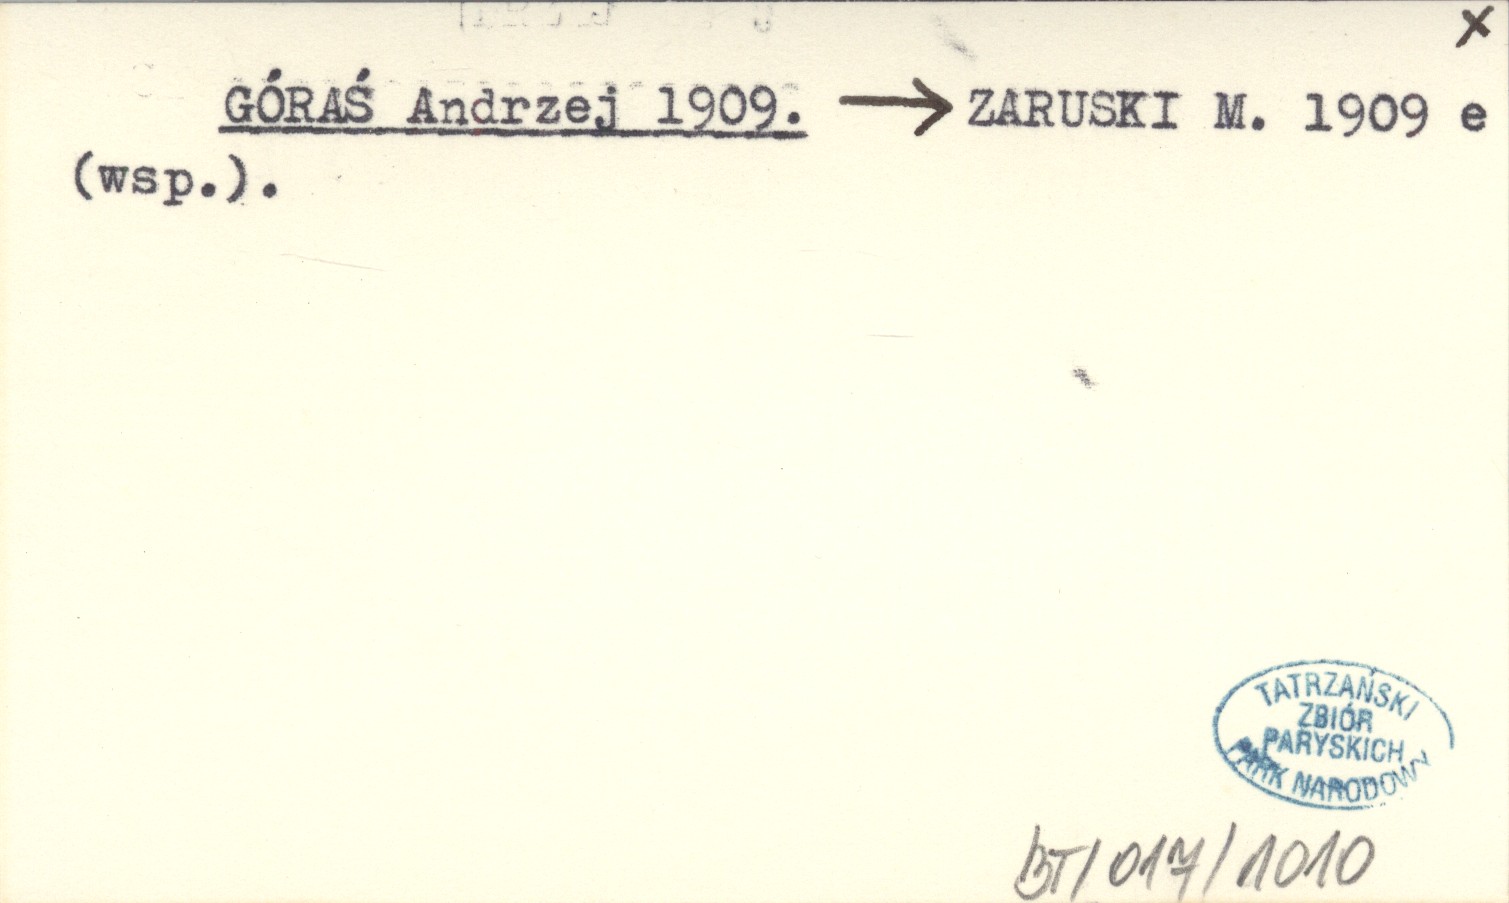 x
GÓRAŚ Andrzej 1909. → ZARUSKI M. 1909 e
(wsp.).
TATRZAŃSKI
ZBIÓR
PARYSKICH
PARK NARODOWY
BT/017/1010